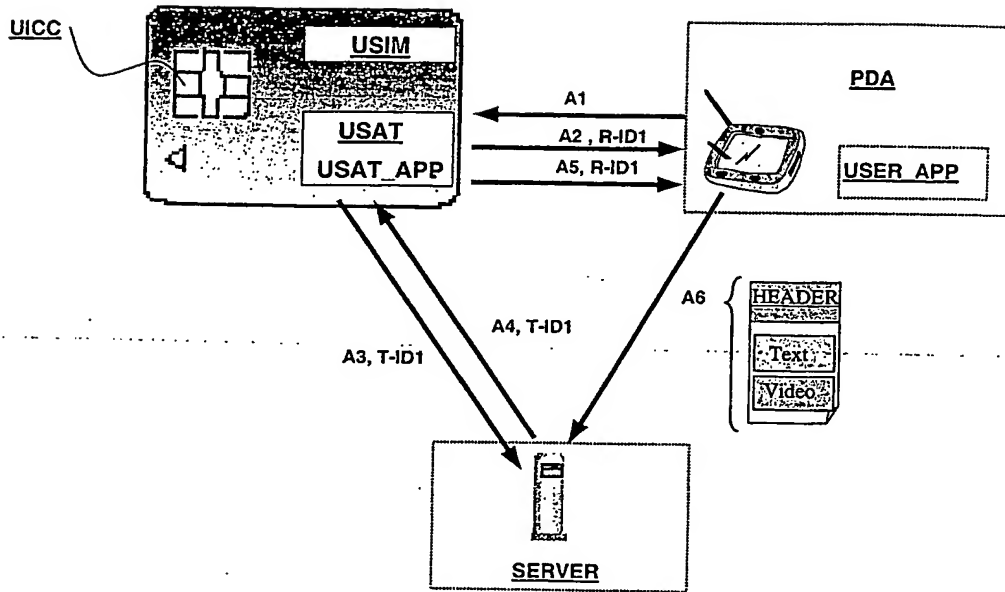 UICC
USIM
PDA
A1
USAT
USAT_APP
A2 , R-ID1
A5, R-ID1
USER_APP
A6
HEADER
Text
Video
A4, T-ID1
A3, T-ID1
SERVER